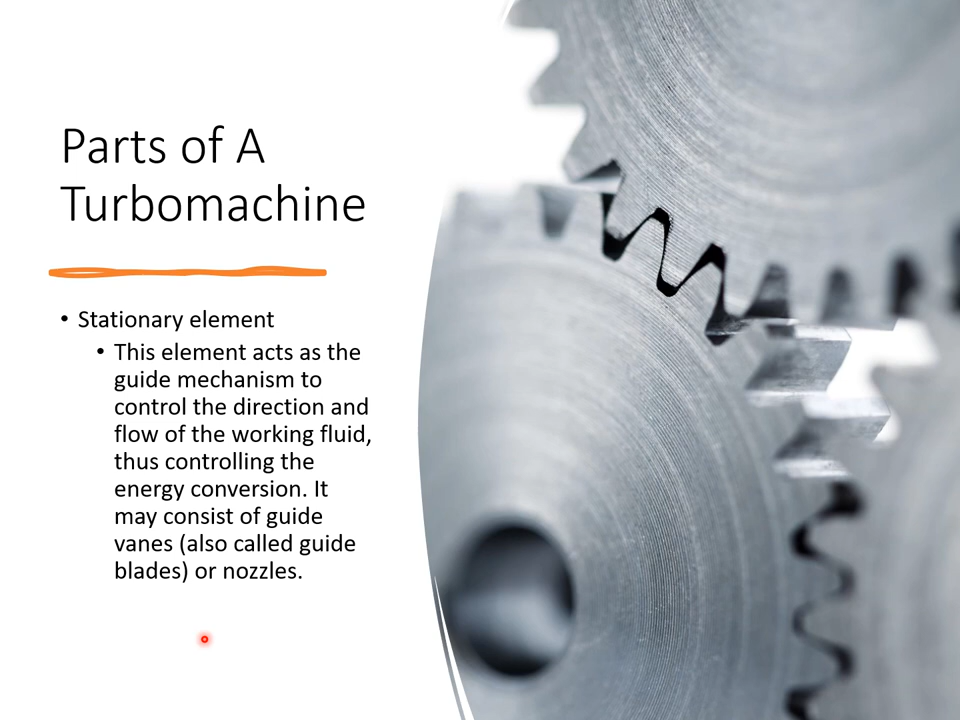 Parts of A
Turbomachine
• Stationary element
• This element acts as the
guide mechanism to
control the direction and
flow of the working fluid,
thus controlling the
energy conversion. It
may consist of guide
vanes (also called guide
blades) or nozzles.